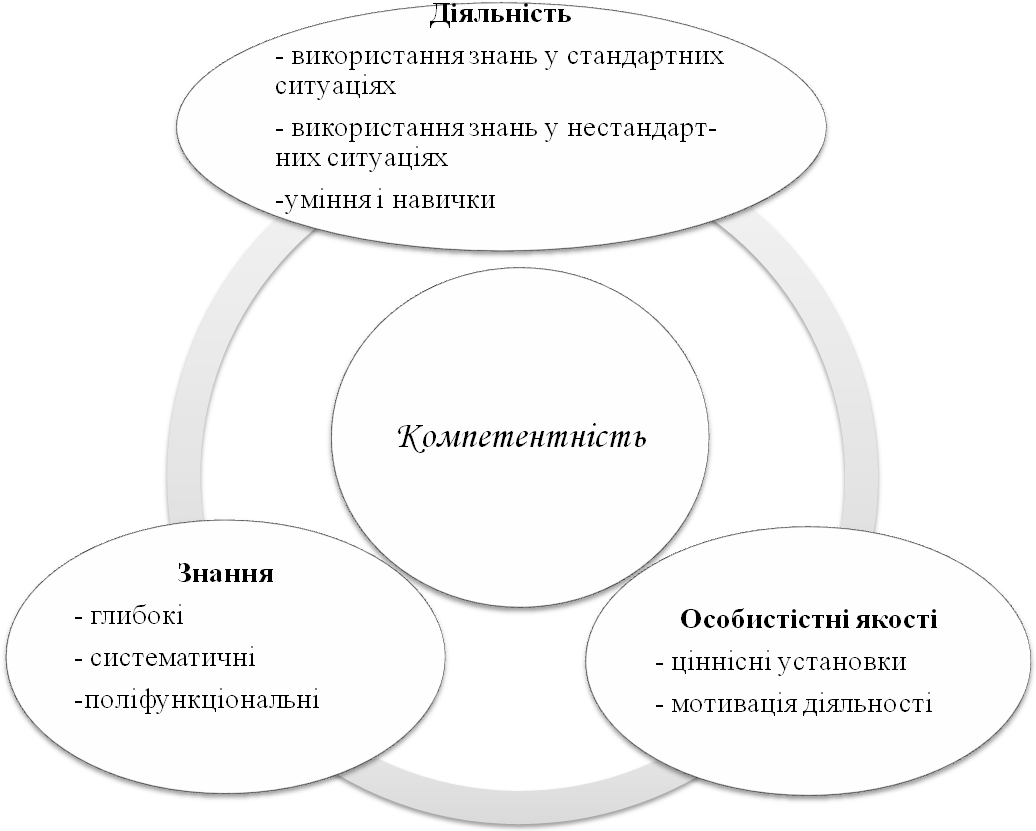 Діяльність
- використання знань у стандартних
ситуаціях
- використання знань у нестандарт-
них ситуаціях
-уміння і навички
Компетентність
Знання
- глибокі
- систематичні
-поліфункціональні
Особистістні якості
- ціннісні установки
- мотивація діяльності